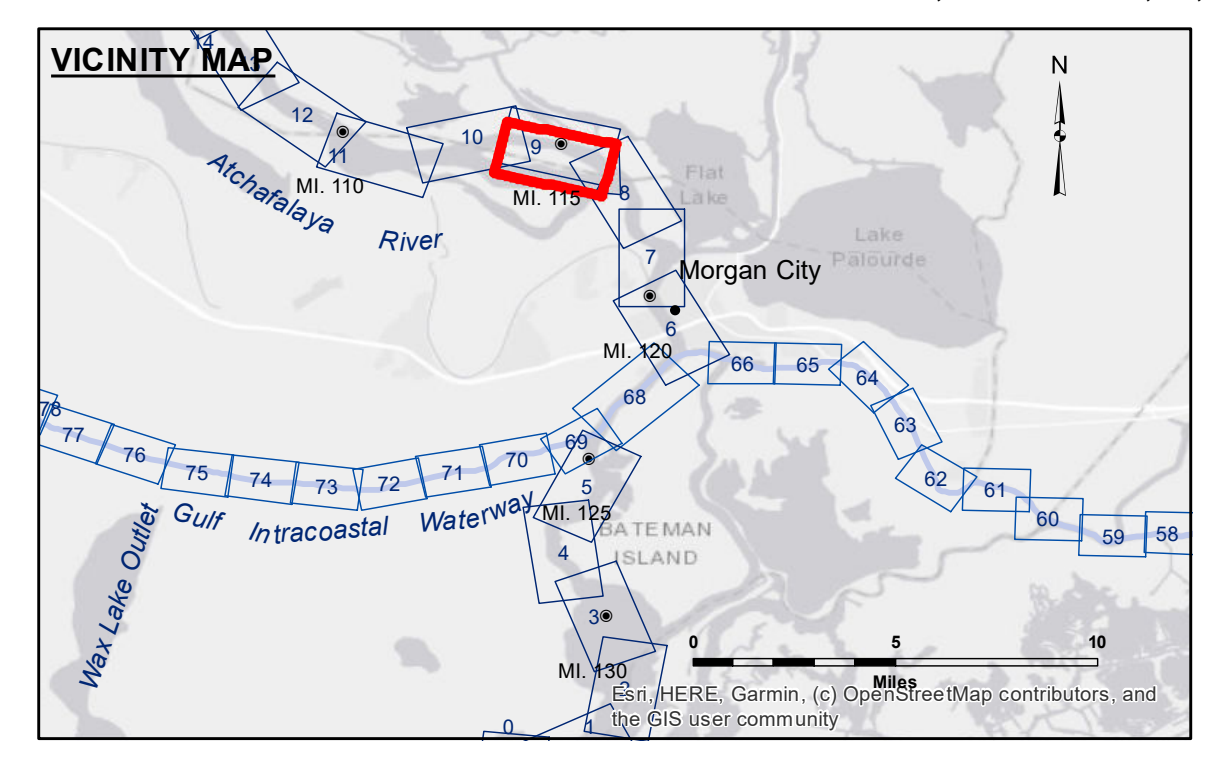 VICINITY MAP
N
14
12
11
10
9
8
MI. 110
MI. 115
Atchafalaya River
Flat
Lake
7
Lake
Palourde
Morgan City
6
MI. 120
66
65
64
68
63
78
77
76
75
74
73
72
71
70
69
62
61
60
59
58
5
Gulf Intracoastal Waterway
MI. 125
BATEMAN
ISLAND
4
Wax Lake Outlet
3
0 5 10
Miles
MI. 130
2
Esri, HERE, Garmin, (c) OpenStreetMap contributors, and
the GIS user community
0
1